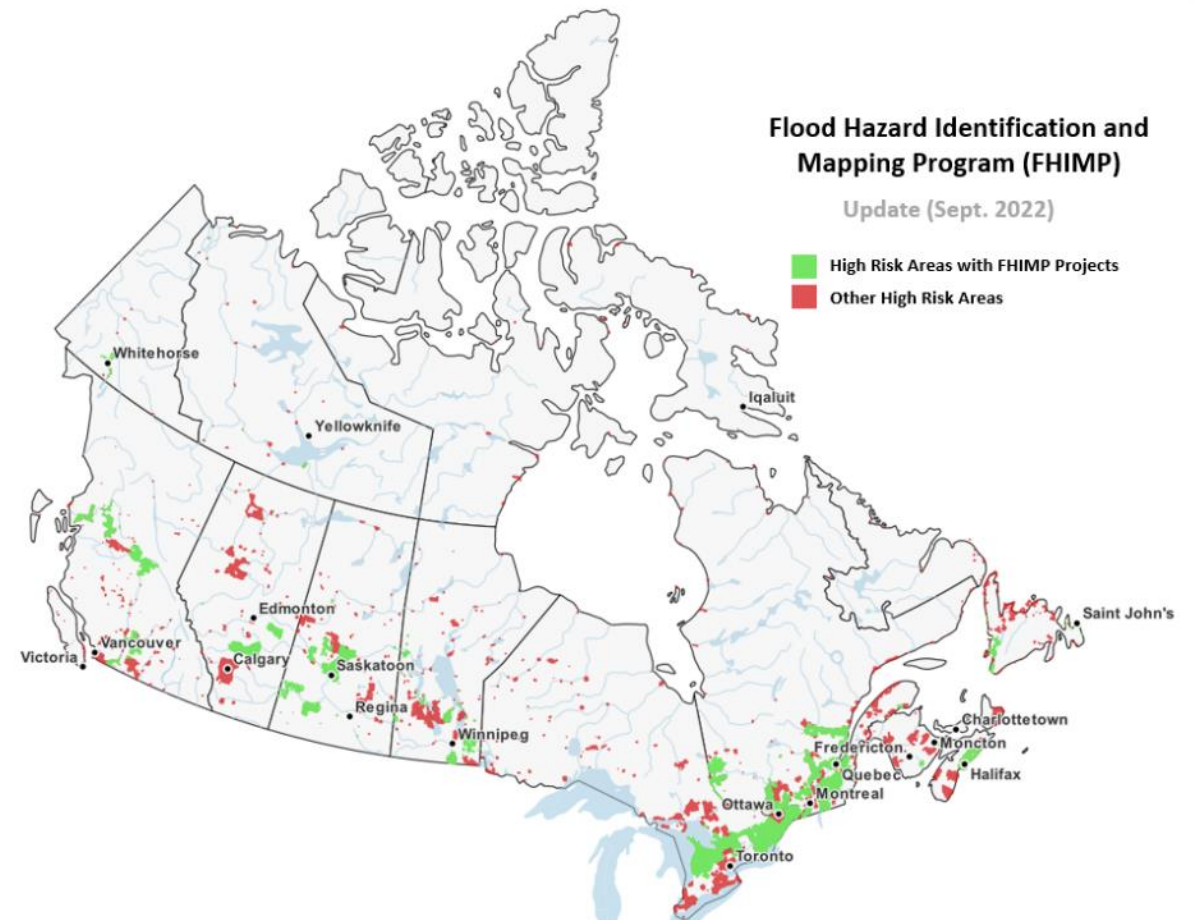 Flood Hazard Identification and
Mapping Program (FHIMP)
Update (Sept. 2022)
High Risk Areas with FHIMP Projects
Other High Risk Areas
Whitehorse
Iqaluit
Yellowknife
Edmonton
Saint John's
Vancouver
Victoria
Calgary
Saskatoon
Regina
Winnipeg
Charlottetown
Fredericton
Moncton
Quebec
Halifax
Montreal
Ottawa
Toronto